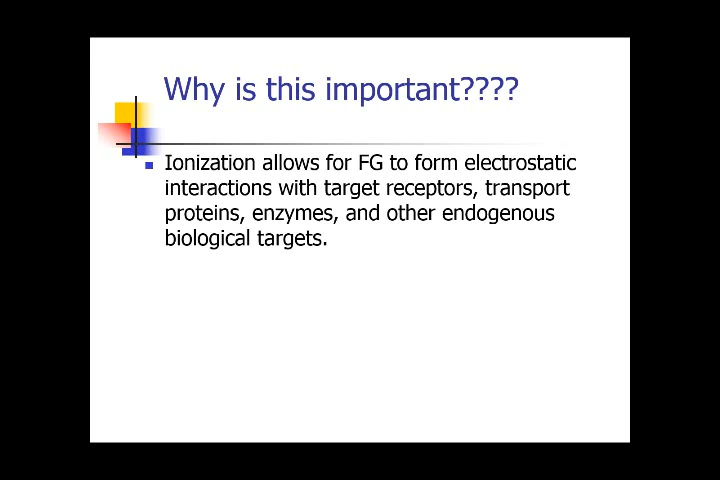 Why is this important????
Ionization allows for FG to form electrostatic
interactions with target receptors, transport
proteins, enzymes, and other endogenous
biological targets.